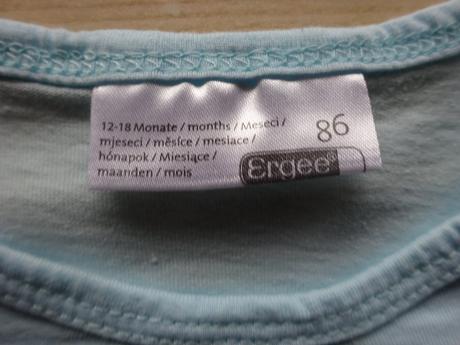 12-18 Monate / months / Meseci /
mjeseci / měsíce / mesiace /
hónapok / Miesiące /
maanden / mois
86
Ergee®